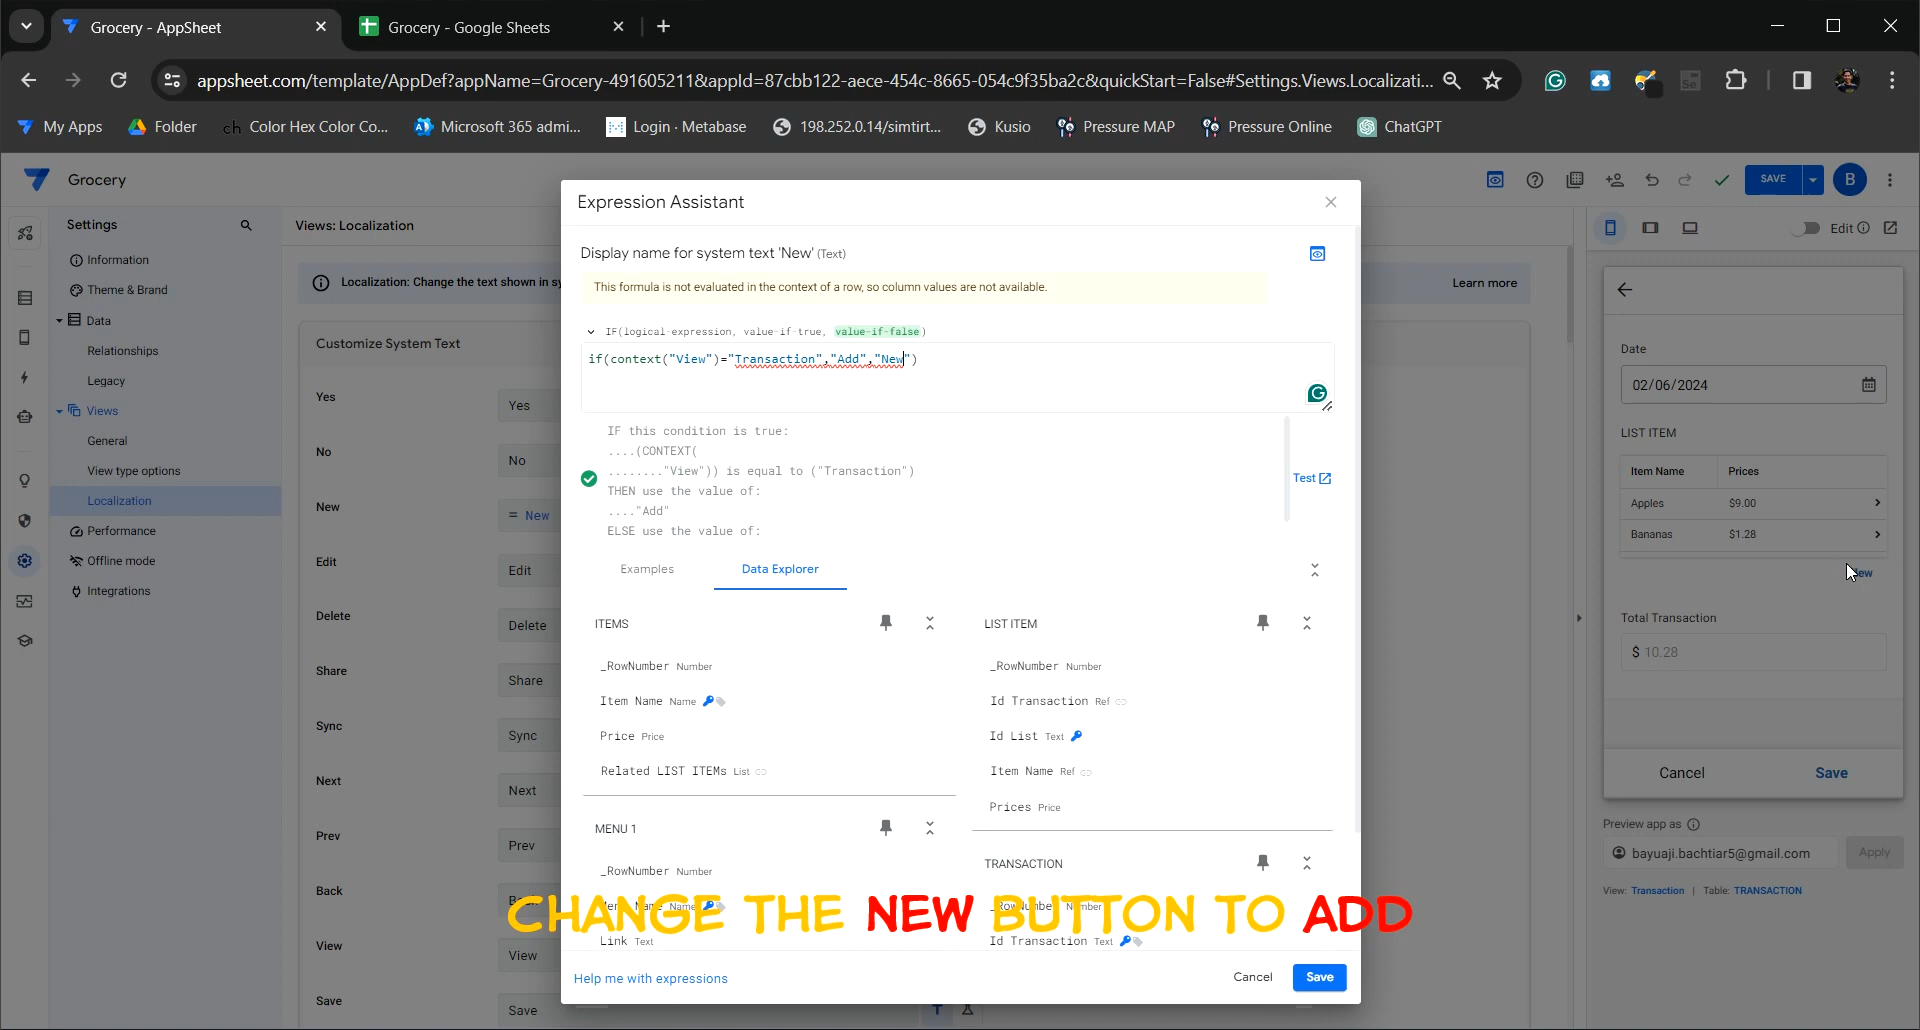 Grocery - AppSheet
Grocery - Google Sheets
appsheet.com/template/AppDef?appName=Grocery-491605211&appId=87cbb122-aece-454c-8665-054c9f35ba2c&quickStart=False#Settings.Views.Localizati...
My Apps
Folder
Color Hex Color Co...
Microsoft 365 admi...
Login · Metabase
198.252.0.14/simtirt...
Kusio
Pressure MAP
Pressure Online
ChatGPT
Grocery
SAVE
B
Settings
Information
Theme & Brand
Data
Relationships
Legacy
Views
General
View type options
Localization
Performance
Offline mode
Integrations
Views: Localization
Localization: Change the text shown in sy
Learn more
Customize System Text
Yes
Yes
No
No
New
= New
Edit
Edit
Delete
Delete
Share
Share
Sync
Sync
Next
Next
Prev
Prev
Back
View
View
Save
Save
Expression Assistant
Display name for system text 'New' (Text)
This formula is not evaluated in the context of a row, so column values are not available.
IF(logical-expression, value-if-true, value-if-false)
if(context("View")="Transaction","Add","New")
IF this condition is true:
....(CONTEXT(
........"View")) is equal to ("Transaction")
THEN use the value of:
...."Add"
ELSE use the value of:
Test
Examples
Data Explorer
ITEMS
_RowNumber Number
Item Name Name
Price Price
Related LIST ITEMs List
MENU 1
_RowNumber Number
Link Text
LIST ITEM
_RowNumber Number
Id Transaction Ref
Id List Text
Item Name Ref
Prices Price
TRANSACTION
_RowNumber Number
Id Transaction Text
CHANGE THE NEW BUTTON TO ADD
Help me with expressions
Cancel
Save
Edit
Date
02/06/2024
LIST ITEM
Item Name Prices
Apples $9.00
Bananas $1.28
Total Transaction
$ 10.28
Cancel
Save
Preview app as
bayuaji.bachtiar5@gmail.com
Apply
View: Transaction | Table: TRANSACTION